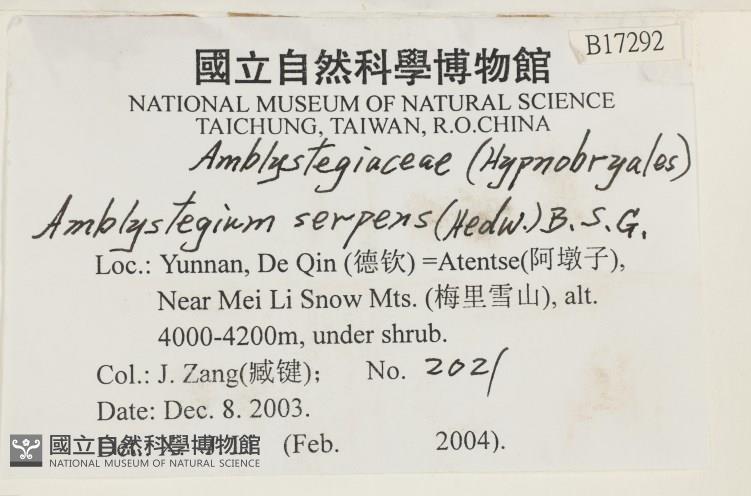 B17292
國立自然科學博物館
NATIONAL MUSEUM OF NATURAL SCIENCE
TAICHUNG, TAIWAN, R.O.CHINA
Amblystegiaceae (Hypnobryales)
Amblystegium serpens (Hedw.) B.S.G.
Loc.: Yunnan, De Qin (德钦) =Atentse(阿墩子),
Near Mei Li Snow Mts. (梅里雪山), alt.
4000-4200m, under shrub.
Col.: J. Zang(臧键); No. 2021
Date: Dec. 8. 2003.
(Feb. 2004).
國立自然科學博物館
NATIONAL MUSEUM OF NATURAL SCIENCE